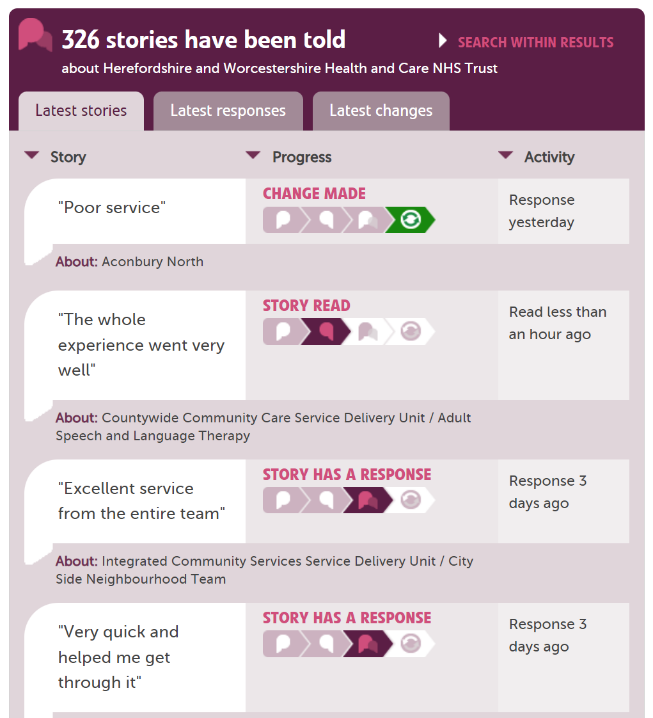 326 stories have been told
SEARCH WITHIN RESULTS
about Herefordshire and Worcestershire Health and Care NHS Trust
Latest stories
Latest responses
Latest changes
Story
Progress
Activity
"Poor service"
CHANGE MADE
Response
yesterday
About: Aconbury North
"The whole
experience went very
well"
STORY READ
Read less than
an hour ago
About: Countywide Community Care Service Delivery Unit / Adult
Speech and Language Therapy
"Excellent service
from the entire team"
STORY HAS A RESPONSE
Response 3
days ago
About: Integrated Community Services Service Delivery Unit / City
Side Neighbourhood Team
"Very quick and
helped me get
through it"
STORY HAS A RESPONSE
Response 3
days ago